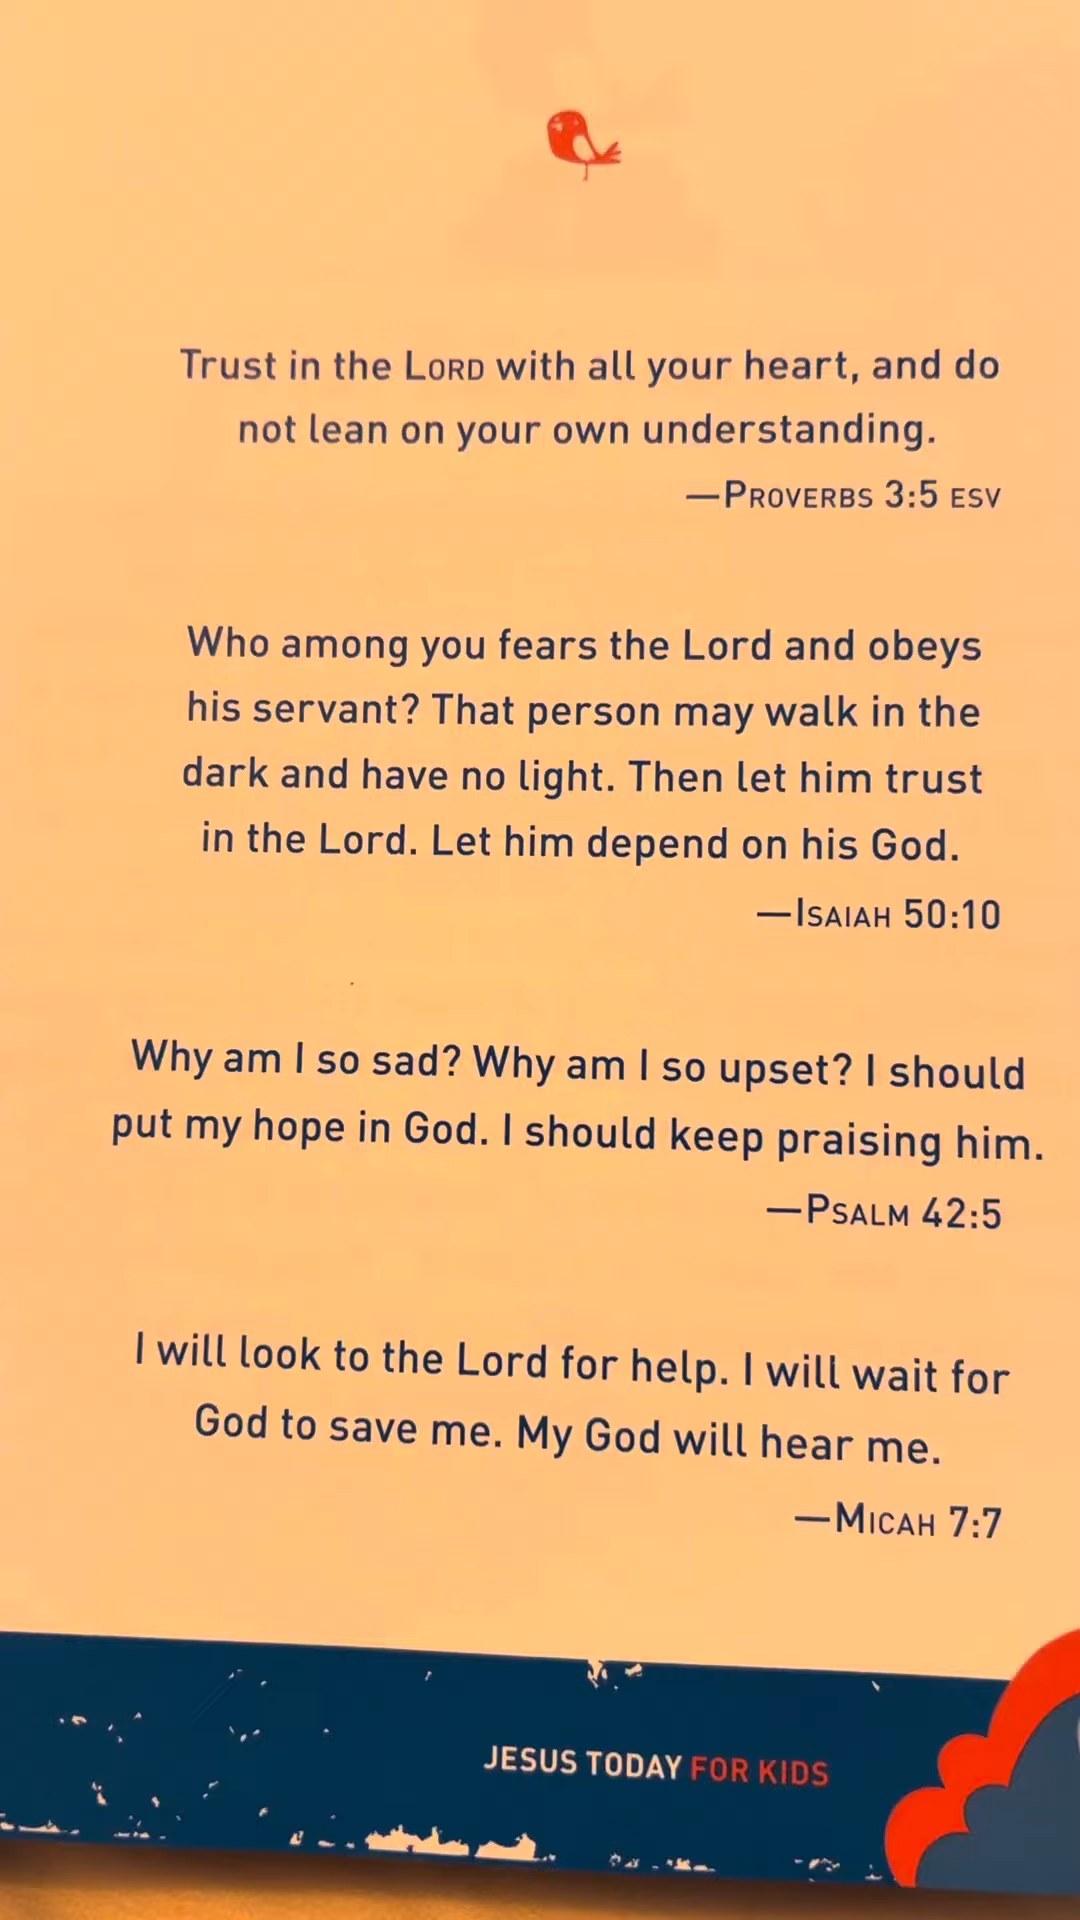 Trust in the LORD with all your heart, and do
not lean on your own understanding.
—PROVERBS 3:5 ESV
Who among you fears the Lord and obeys
his servant? That person may walk in the
dark and have no light. Then let him trust
in the Lord. Let him depend on his God.
—ISAIAH 50:10
Why am I so sad? Why am I so upset? I should
put my hope in God. I should keep praising him.
—PSALM 42:5
I will look to the Lord for help. I will wait for
God to save me. My God will hear me.
—MICAH 7:7
JESUS TODAY FOR KIDS